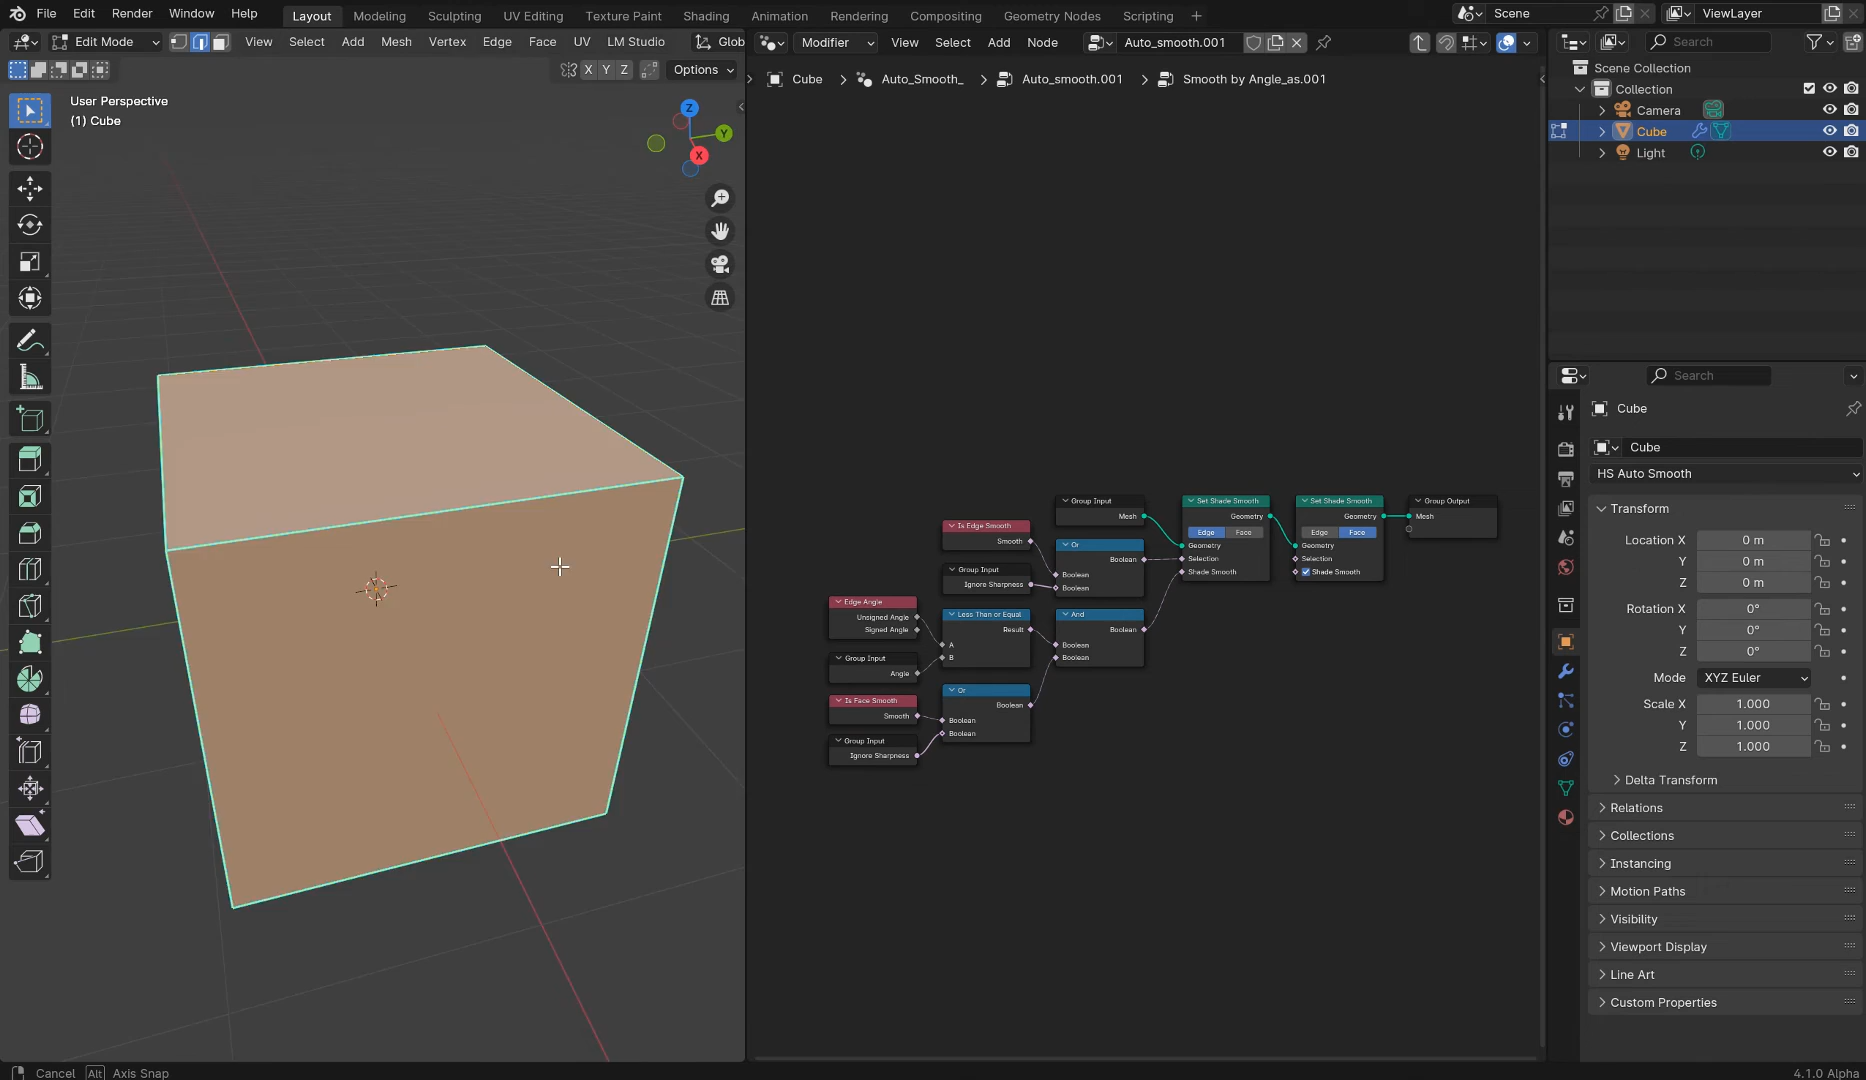 File Edit Render Window Help Layout Modeling Sculpting UV Editing Texture Paint Shading Animation Rendering Compositing Geometry Nodes Scripting + Scene ViewLayer
Edit Mode View Select Add Mesh Vertex Edge Face UV LM Studio Glob
X Y Z Options
User Perspective
(1) Cube
Z
Y
X
Modifier View Select Add Node Auto_smooth.001
Cube Auto_Smooth_ Auto_smooth.001 Smooth by Angle_as.001
Is Edge Smooth
Smooth
Group Input
Ignore Sharpness
Edge Angle
Unsigned Angle
Signed Angle
Group Input
Angle
Is Face Smooth
Smooth
Group Input
Ignore Sharpness
Group Input
Mesh
Or
Boolean
Boolean
Boolean
Less Than or Equal
Result
A
B
And
Boolean
Boolean
Boolean
Or
Boolean
Boolean
Boolean
Set Shade Smooth
Geometry
Edge Face
Geometry
Selection
Shade Smooth
Set Shade Smooth
Geometry
Edge Face
Geometry
Selection
Shade Smooth
Group Output
Mesh
Search
Scene Collection
Collection
Camera
Cube
Light
Search
Cube
Cube
HS Auto Smooth
Transform
Location X 0 m
Y 0 m
Z 0 m
Rotation X 0°
Y 0°
Z 0°
Mode XYZ Euler
Scale X 1.000
Y 1.000
Z 1.000
Delta Transform
Relations
Collections
Instancing
Motion Paths
Visibility
Viewport Display
Line Art
Custom Properties
Cancel Alt Axis Snap
4.1.0 Alpha